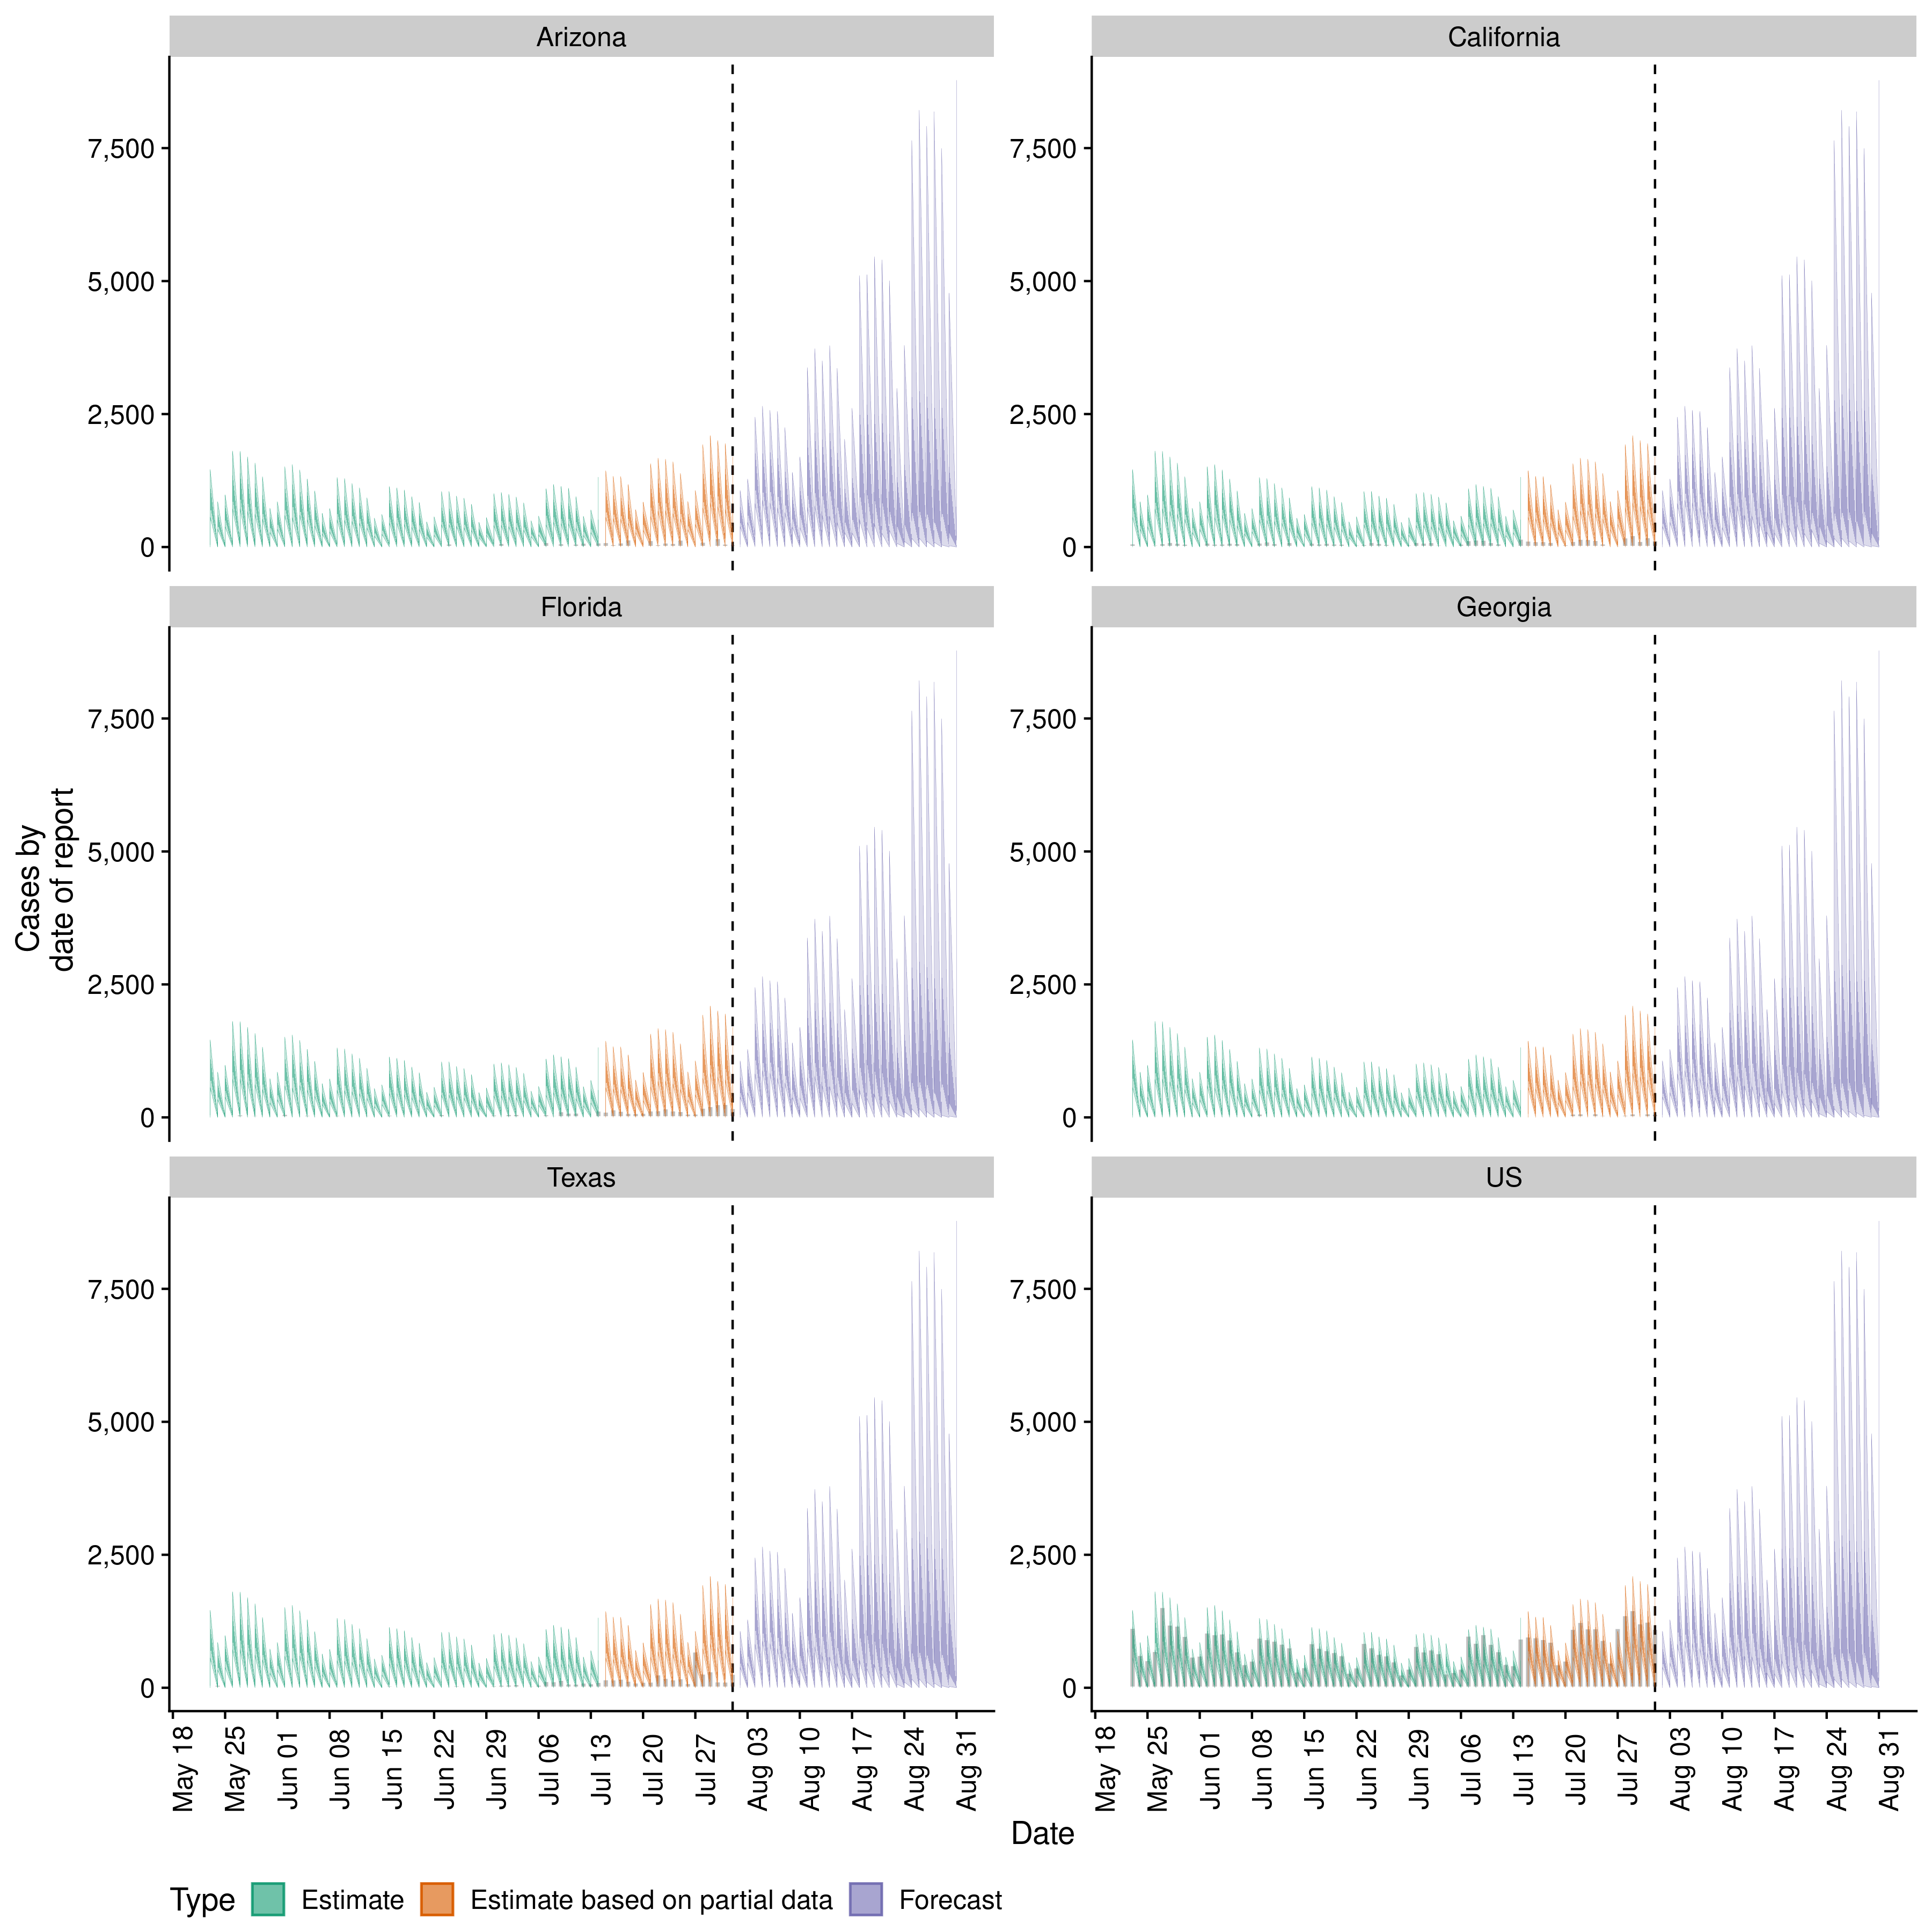 Arizona
California
7,500
5,000
2,500
0
7,500
5,000
2,500
0
Florida
Georgia
7,500
5,000
2,500
0
7,500
5,000
2,500
0
Texas
US
7,500
5,000
2,500
0
7,500
5,000
2,500
0
Cases by
date of report
May 18
May 25
Jun 01
Jun 08
Jun 15
Jun 22
Jun 29
Jul 06
Jul 13
Jul 20
Jul 27
Aug 03
Aug 10
Aug 17
Aug 24
Aug 31
May 18
May 25
Jun 01
Jun 08
Jun 15
Jun 22
Jun 29
Jul 06
Jul 13
Jul 20
Jul 27
Aug 03
Aug 10
Aug 17
Aug 24
Aug 31
Date
Type Estimate Estimate based on partial data Forecast